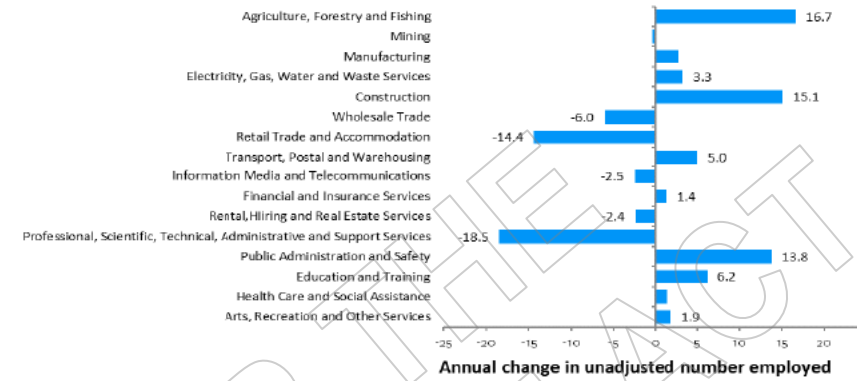 Agriculture, Forestry and Fishing 16.7
Mining
Manufacturing
Electricity, Gas, Water and Waste Services 3.3
Construction 15.1
Wholesale Trade -6.0
Retail Trade and Accommodation -14.4
Transport, Postal and Warehousing 5.0
Information Media and Telecommunications -2.5
Financial and Insurance Services 1.4
Rental,Hiring and Real Estate Services -2.4
Professional, Scientific, Technical, Administrative and Support Services -18.5
Public Administration and Safety 13.8
Education and Training 6.2
Health Care and Social Assistance
Arts, Recreation and Other Services 1.9
-25 -20 -15 -10 -5 0 5 10 15 20
Annual change in unadjusted number employed
THE
ACT